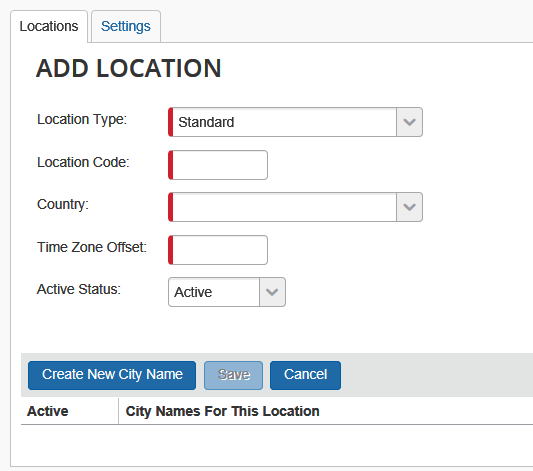 Locations Settings
ADD LOCATION
Location Type: Standard
Location Code:
Country:
Time Zone Offset:
Active Status: Active
Create New City Name Save Cancel
Active City Names For This Location